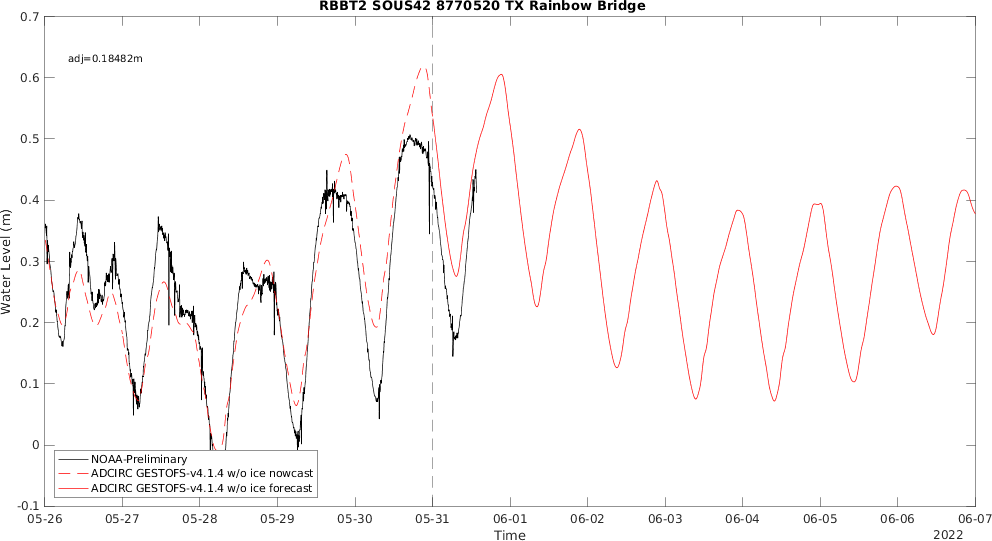 RBBT2 SOUS42 8770520 TX Rainbow Bridge
adj=0.18482m
0.7
0.6
0.5
0.4
0.3
0.2
0.1
0
-0.1
Water Level (m)
NOAA-Preliminary
ADCIRC GESTOFS-v4.1.4 w/o ice nowcast
ADCIRC GESTOFS-v4.1.4 w/o ice forecast
05-26 05-27 05-28 05-29 05-30 05-31 06-01 06-02 06-03 06-04 06-05 06-06 06-07
Time
2022